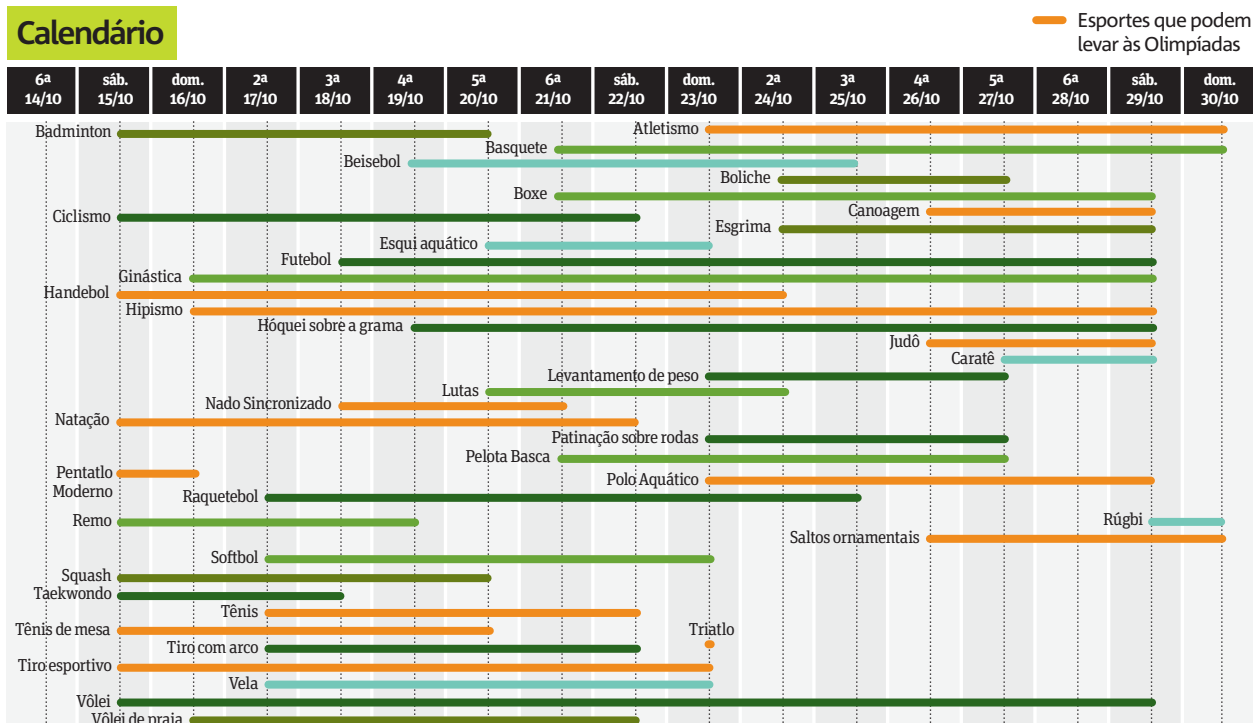 Calendário
Esportes que podem
levar às Olimpíadas
6ª sáb. dom. 2ª 3ª 4ª 5ª 6ª sáb. dom. 2ª 3ª 4ª 5ª 6ª sáb. dom.
14/10 15/10 16/10 17/10 18/10 19/10 20/10 21/10 22/10 23/10 24/10 25/10 26/10 27/10 28/10 29/10 30/10
Badminton Atletismo
Basquete
Beisebol
Boliche
Boxe
Ciclismo Canoagem
Esgrima
Esqui aquático
Futebol
Ginástica
Handebol
Hipismo
Hóquei sobre a grama
Judô
Caratê
Levantamento de peso
Lutas
Nado Sincronizado
Natação
Patinação sobre rodas
Pelota Basca
Pentatlo
Polo Aquático
Moderno
Raquetebol
Remo Rúgbi
Saltos ornamentais
Softbol
Squash
Taekwondo
Tênis
Tênis de mesa Triatlo
Tiro com arco
Tiro esportivo
Vela
Vôlei
Vôlei de praia